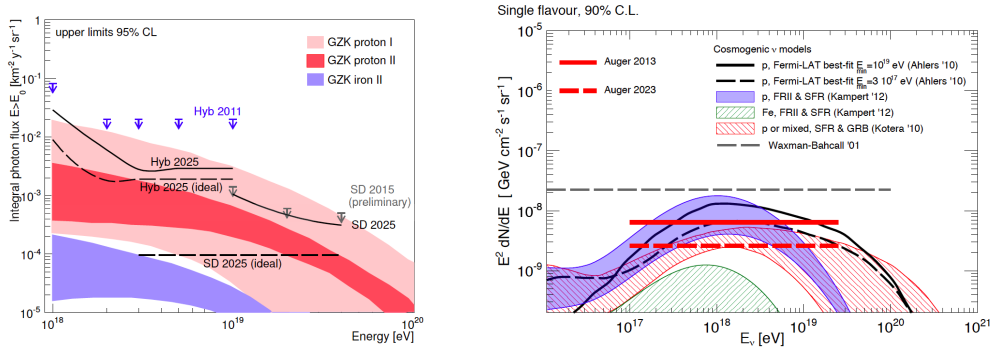 upper limits 95% CL
GZK proton I
GZK proton II
GZK iron II
Hyb 2011
Hyb 2025
Hyb 2025 (ideal)
SD 2015
(preliminary)
SD 2025
SD 2025 (ideal)
Integral photon flux E>E₀ [km⁻² y⁻¹ sr⁻¹]
1
10⁻¹
10⁻²
10⁻³
10⁻⁴
10⁻⁵
10¹⁸
10¹⁹
10²⁰
Energy [eV]
Single flavour, 90% C.L.
Auger 2013
Auger 2023
Cosmogenic ν models
p, Fermi-LAT best-fit E_min=10¹⁹ eV (Ahlers '10)
p, Fermi-LAT best-fit E_min=3 10¹⁷ eV (Ahlers '10)
p, FRII & SFR (Kampert '12)
Fe, FRII & SFR (Kampert '12)
p or mixed, SFR & GRB (Kotera '10)
Waxman-Bahcall '01
E² dN/dE [ GeV cm⁻² s⁻¹ sr⁻¹ ]
10⁻⁵
10⁻⁶
10⁻⁷
10⁻⁸
10⁻⁹
10¹⁷
10¹⁸
10¹⁹
10²⁰
10²¹
E_ν [eV]